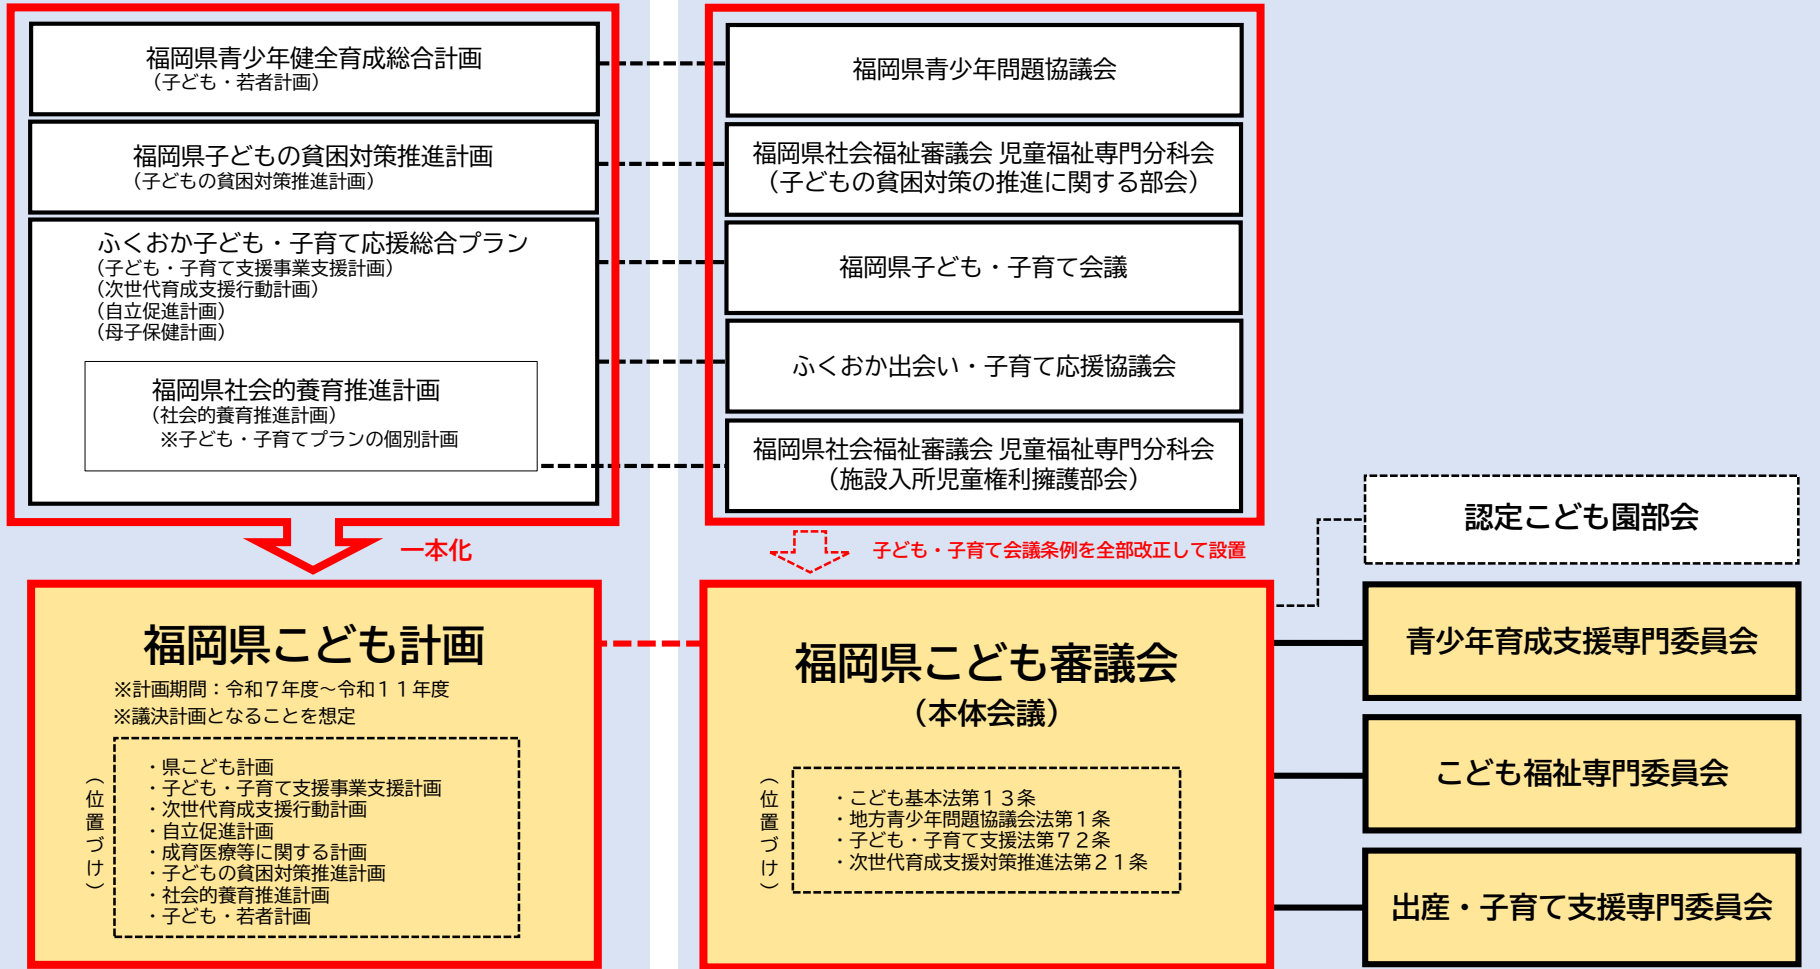 福岡県青少年健全育成総合計画
(子ども・若者計画)
福岡県子どもの貧困対策推進計画
(子どもの貧困対策推進計画)
ふくおか子ども・子育て応援総合プラン
(子ども・子育て支援事業支援計画)
(次世代育成支援行動計画)
(自立促進計画)
(母子保健計画)
福岡県社会的養育推進計画
(社会的養育推進計画)
※子ども・子育てプランの個別計画
福岡県青少年問題協議会
福岡県社会福祉審議会 児童福祉専門分科会
(子どもの貧困対策の推進に関する部会)
福岡県子ども・子育て会議
ふくおか出会い・子育て応援協議会
福岡県社会福祉審議会 児童福祉専門分科会
(施設入所児童権利擁護部会)
一本化
子ども・子育て会議条例を全部改正して設置
福岡県こども計画
※計画期間：令和7年度～令和11年度
※議決計画となることを想定
(位置づけ)
・県こども計画
・子ども・子育て支援事業支援計画
・次世代育成支援行動計画
・自立促進計画
・成育医療等に関する計画
・子どもの貧困対策推進計画
・社会的養育推進計画
・子ども・若者計画
福岡県こども審議会
(本体会議)
(位置づけ)
・こども基本法第13条
・地方青少年問題協議会法第1条
・子ども・子育て支援法第72条
・次世代育成支援対策推進法第21条
認定こども園部会
青少年育成支援専門委員会
こども福祉専門委員会
出産・子育て支援専門委員会